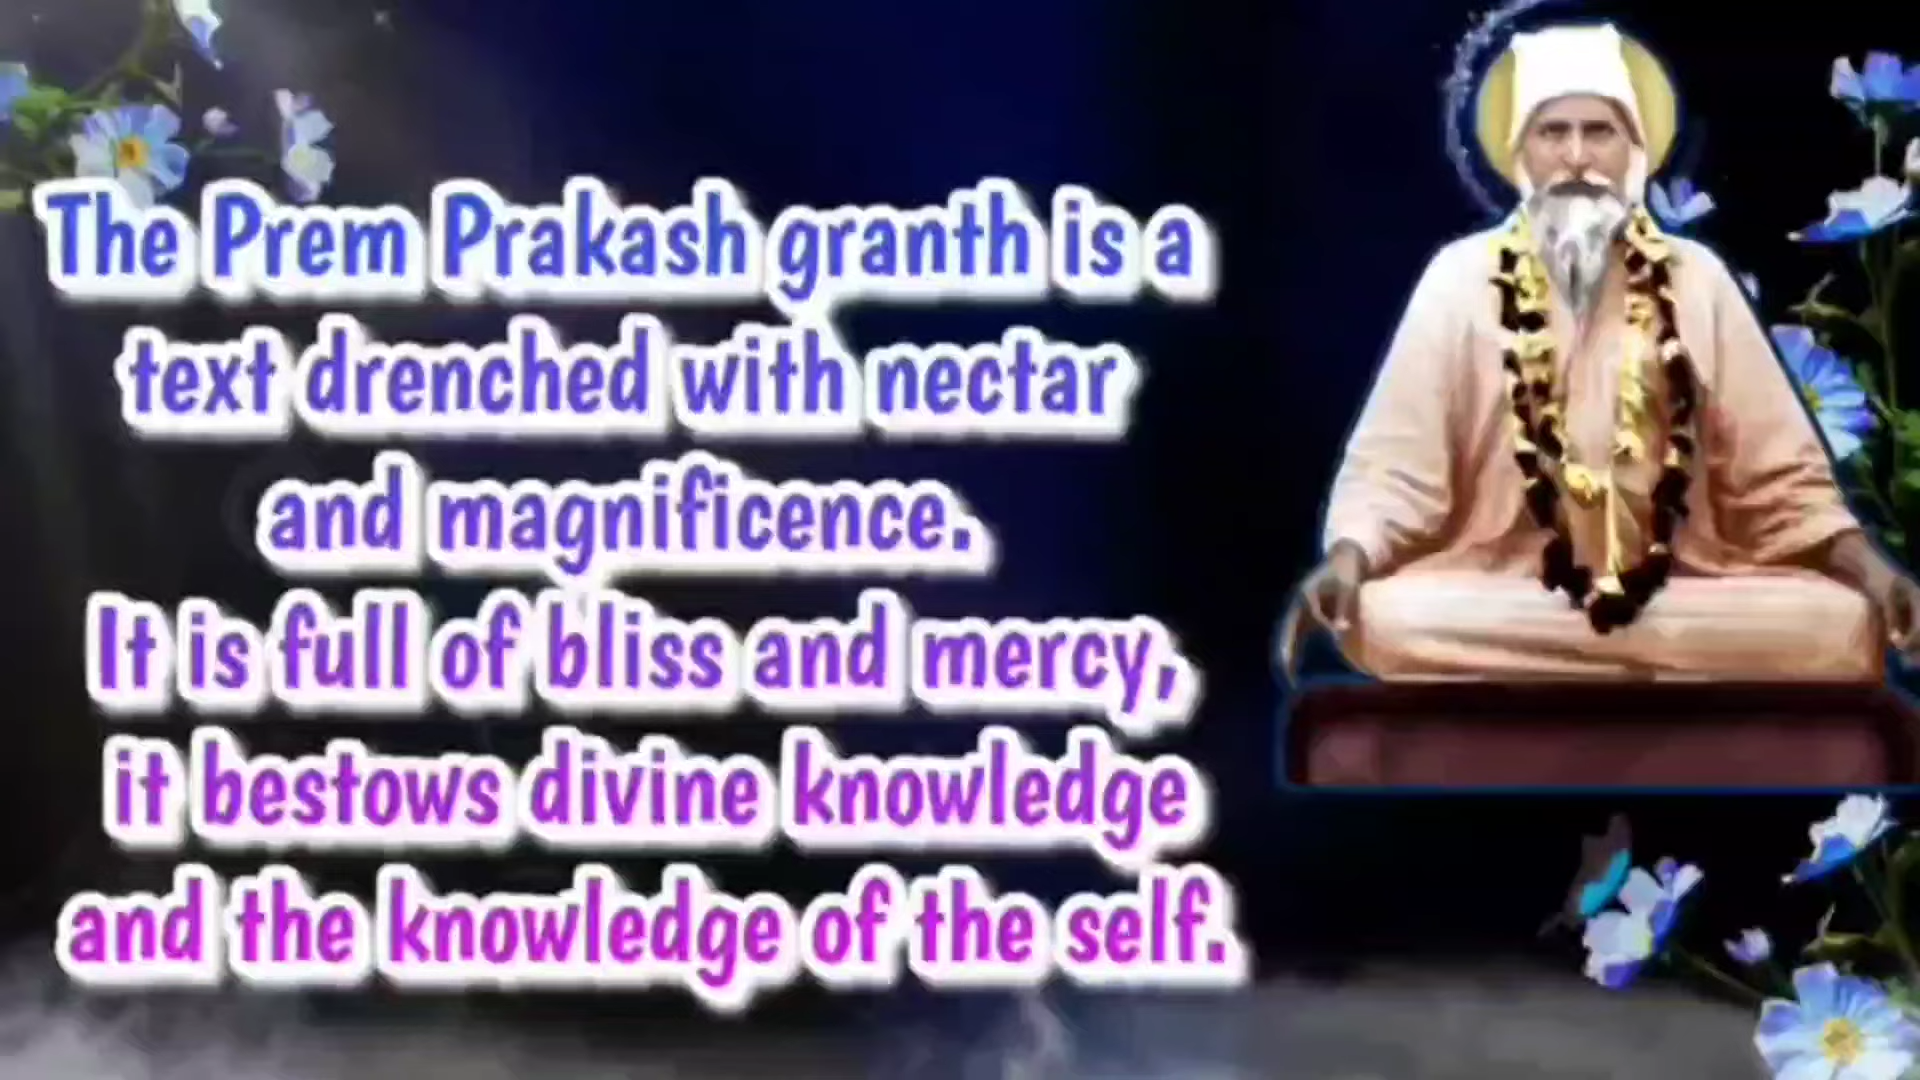 The Prem Prakash granth is a
text drenched with nectar
and magnificence.
It is full of bliss and mercy,
it bestows divine knowledge
and the knowledge of the self.